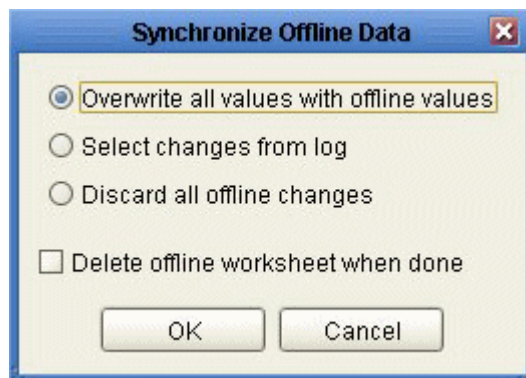 Synchronize Offline Data
Overwrite all values with offline values
Select changes from log
Discard all offline changes
Delete offline worksheet when done
OK Cancel